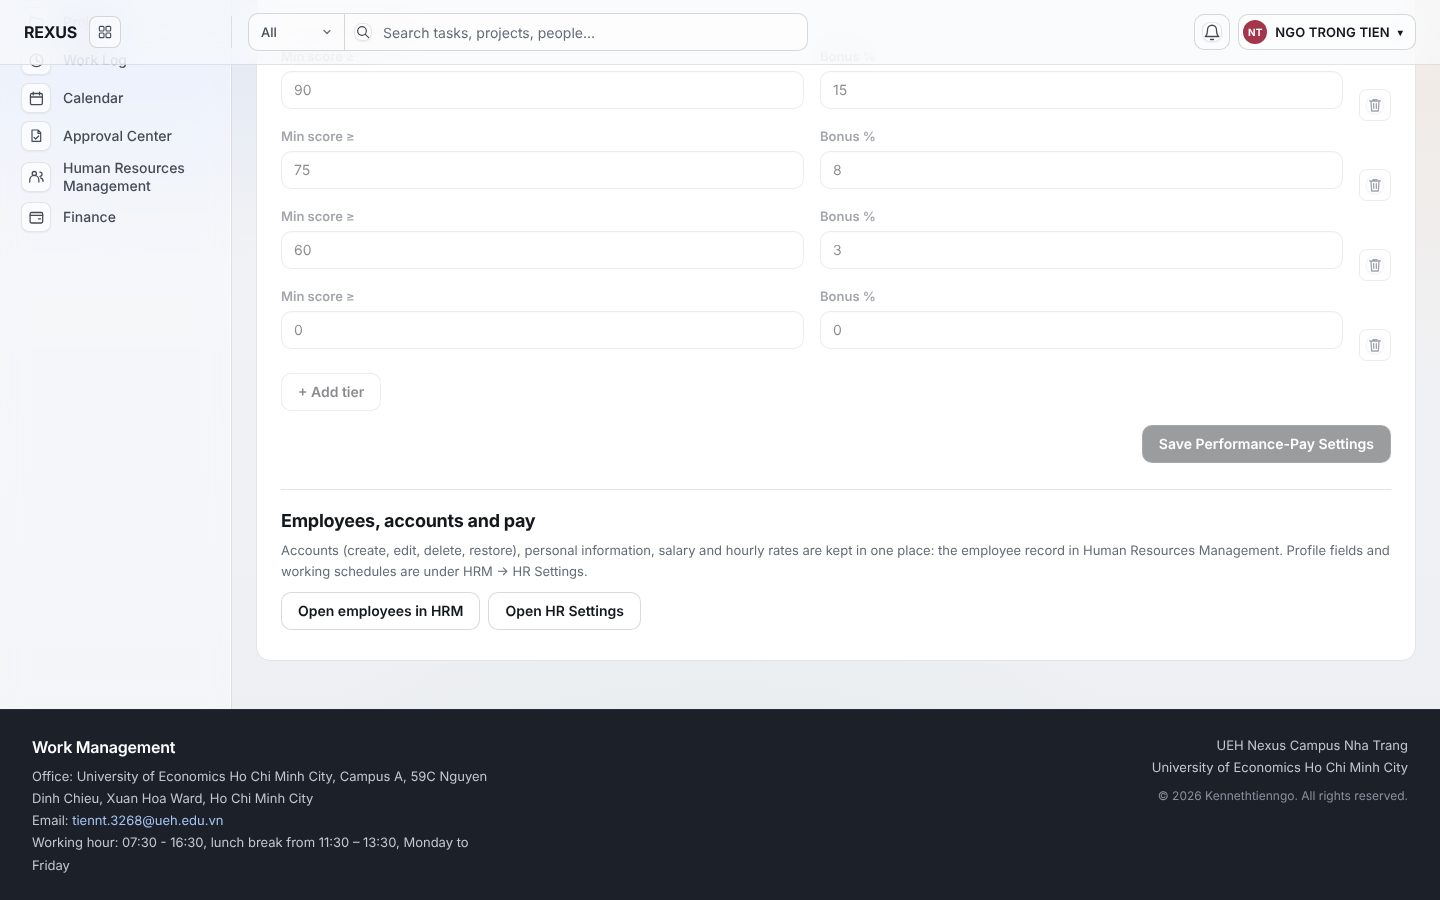 REXUS
All
Search tasks, projects, people...
NT
NGO TRONG TIEN
Work Log
Calendar
Approval Center
Human Resources
Management
Finance
Min score ≥
Bonus %
90
15
Min score ≥
Bonus %
75
8
Min score ≥
Bonus %
60
3
Min score ≥
Bonus %
0
0
+ Add tier
Save Performance-Pay Settings
Employees, accounts and pay
Accounts (create, edit, delete, restore), personal information, salary and hourly rates are kept in one place: the employee record in Human Resources Management. Profile fields and
working schedules are under HRM → HR Settings.
Open employees in HRM
Open HR Settings
Work Management
Office: University of Economics Ho Chi Minh City, Campus A, 59C Nguyen
Dinh Chieu, Xuan Hoa Ward, Ho Chi Minh City
Email: tiennt.3268@ueh.edu.vn
Working hour: 07:30 - 16:30, lunch break from 11:30 – 13:30, Monday to
Friday
UEH Nexus Campus Nha Trang
University of Economics Ho Chi Minh City
© 2026 Kennethtienngo. All rights reserved.